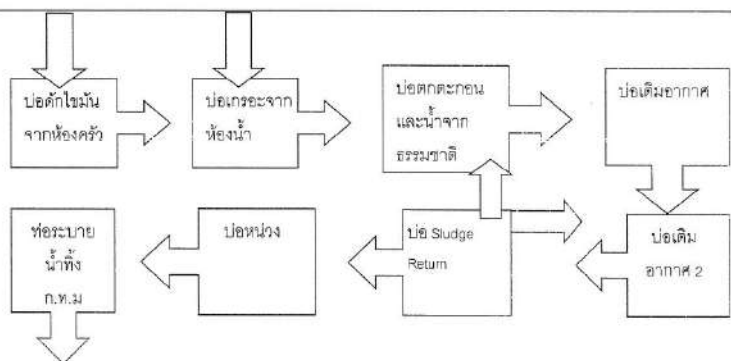 บ่อดักไขมัน
จากห้องครัว
บ่อเกรอะจาก
ห้องน้ำ
บ่อตกตะกอน
และน้ำจาก
ธรรมชาติ
บ่อเติมอากาศ
บ่อเติม
อากาศ 2
บ่อ Sludge
Return
บ่อหน่วง
ท่อระบาย
น้ำทิ้ง
ก.ท.ม